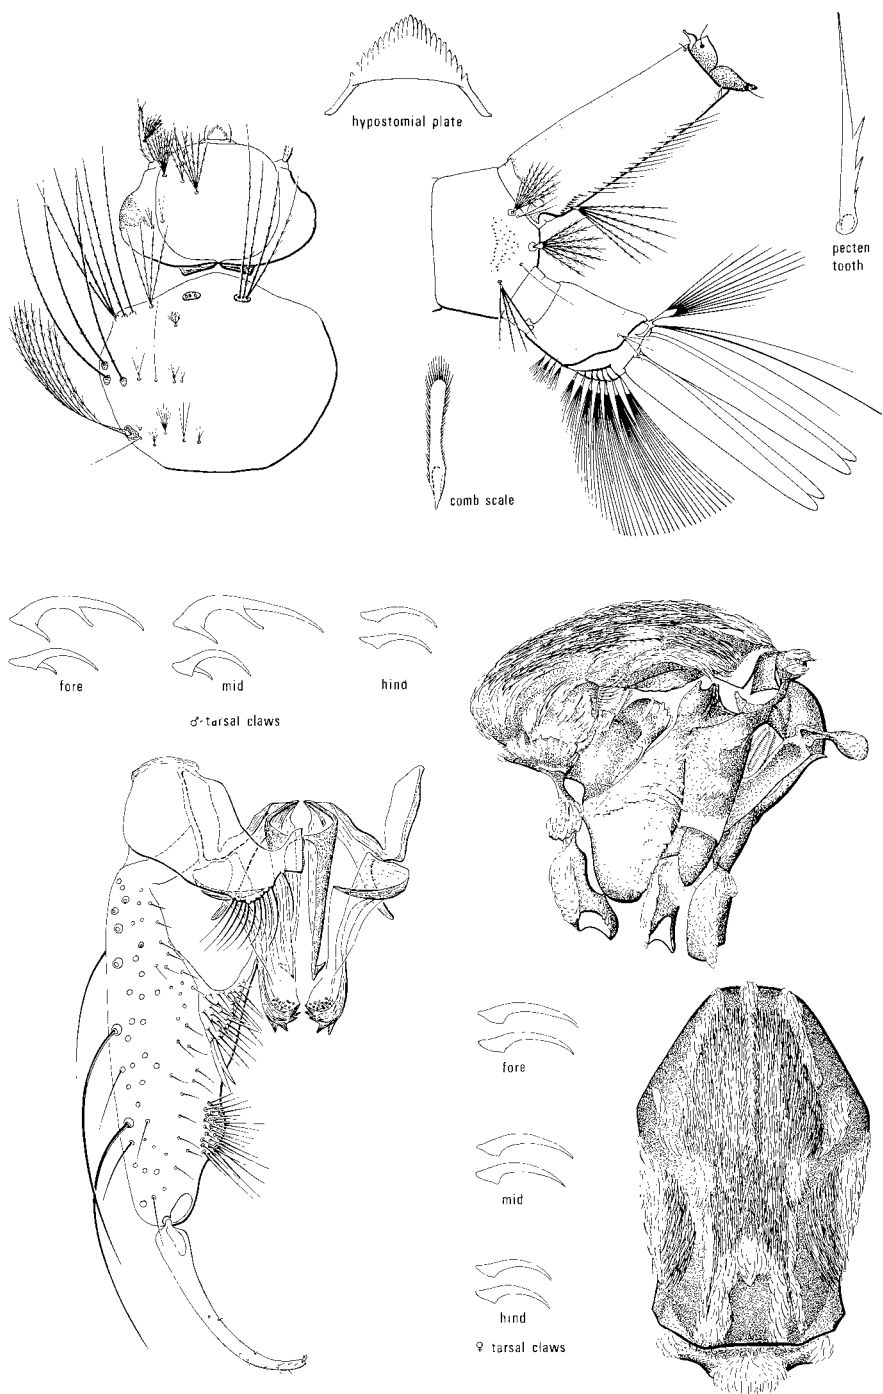 hypostomial plate
pecten
tooth
comb scale
fore
mid
hind
♂-tarsal claws
fore
mid
hind
♀ tarsal claws